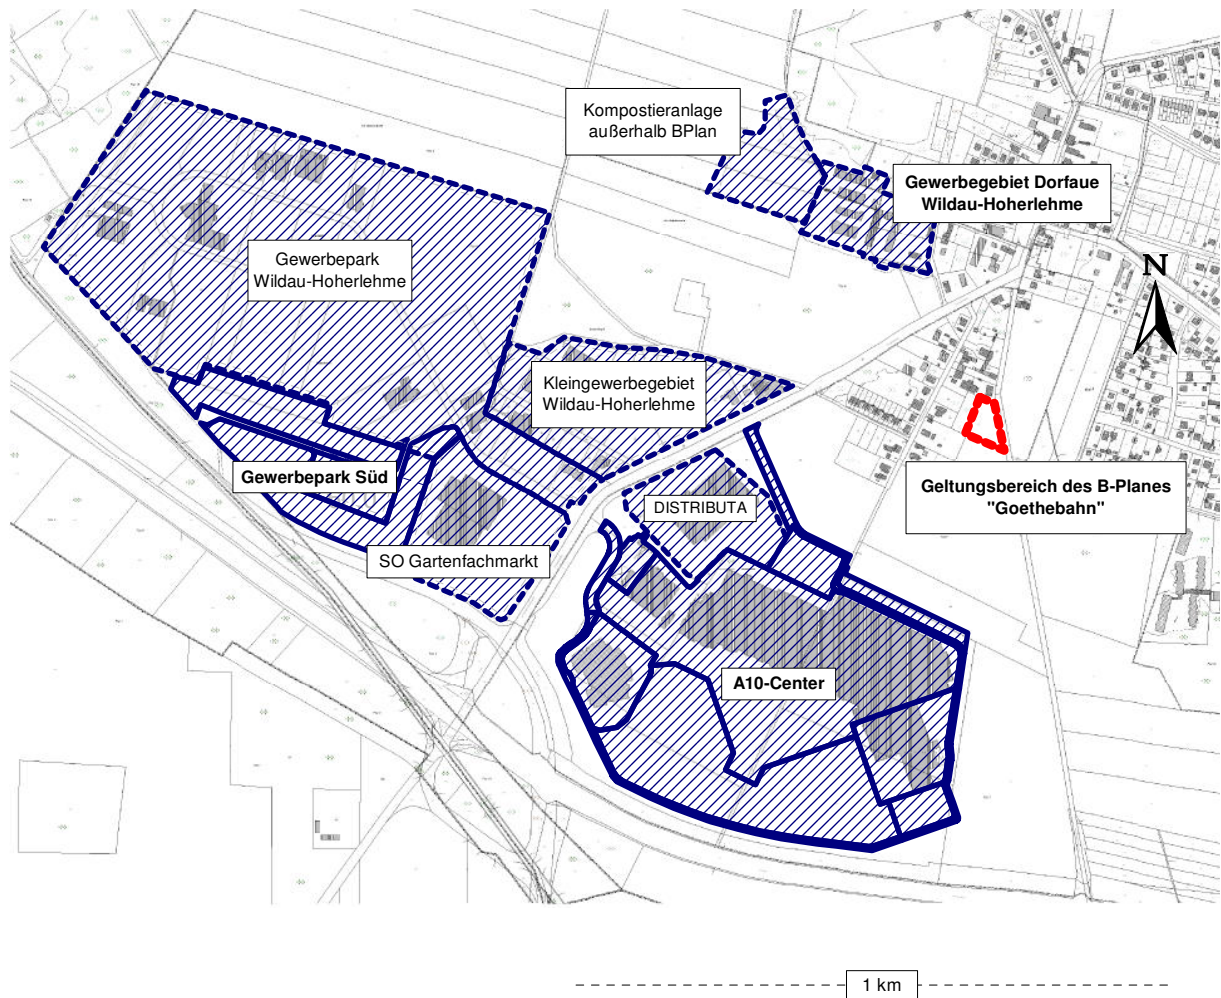 Kompostieranlage
außerhalb BPlan
Gewerbegebiet Dorfaue
Wildau-Hoherlehme
Gewerbepark
Wildau-Hoherlehme
N
Kleingewerbegebiet
Wildau-Hoherlehme
Gewerbepark Süd
Geltungsbereich des B-Planes
"Goethebahn"
DISTRIBUTA
SO Gartenfachmarkt
A10-Center
1 km